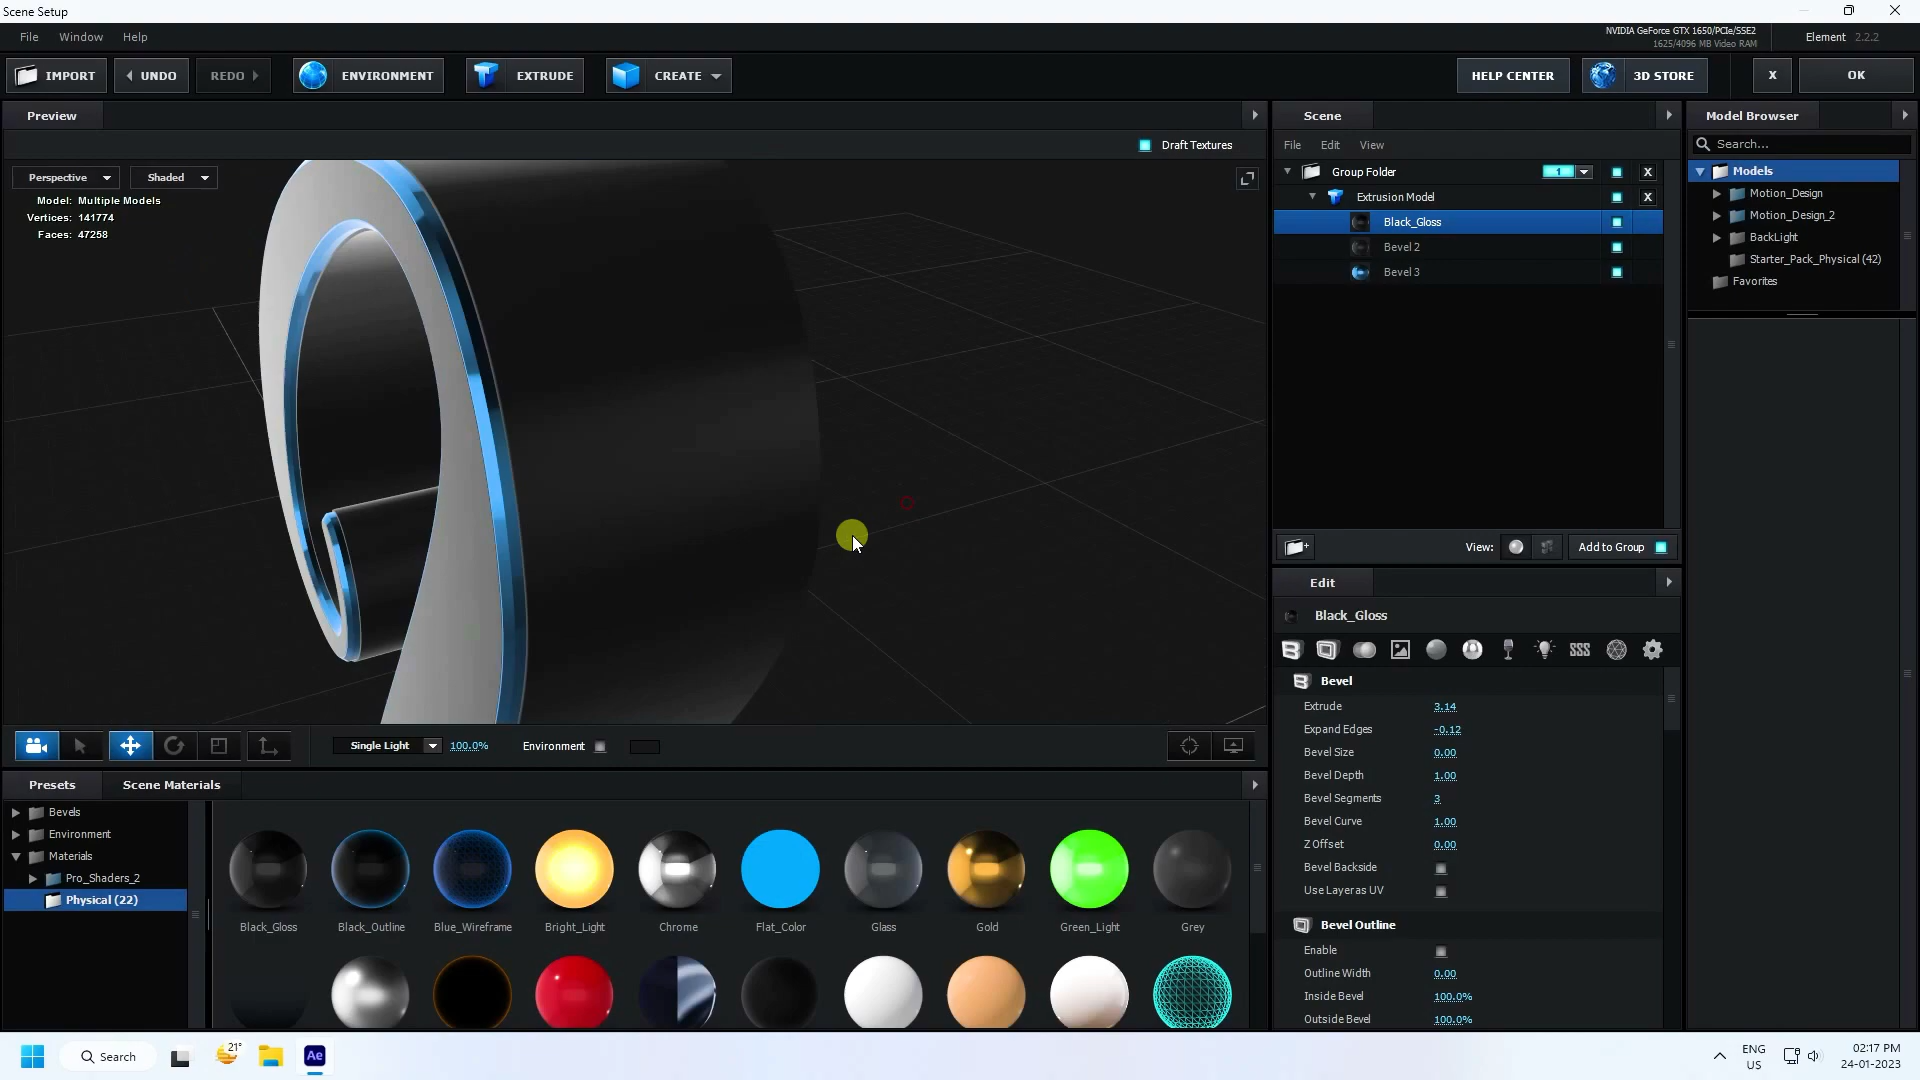 Scene Setup
File Window Help
NVIDIA GeForce GTX 1650/PCIe/SSE2
1625/4096 MB Video RAM
Element 2.2.2
IMPORT UNDO REDO ENVIRONMENT EXTRUDE CREATE HELP CENTER 3D STORE X OK
Preview
Draft Textures
Perspective Shaded
Model: Multiple Models
Vertices: 141774
Faces: 47258
Scene
File Edit View
Group Folder 1 X
Extrusion Model X
Black_Gloss
Bevel 2
Bevel 3
View: Add to Group
Model Browser
Search...
Models
Motion_Design
Motion_Design_2
BackLight
Starter_Pack_Physical (42)
Favorites
Edit
Black_Gloss
Bevel
Extrude 3.14
Expand Edges -0.12
Bevel Size 0.00
Bevel Depth 1.00
Bevel Segments 3
Bevel Curve 1.00
Z Offset 0.00
Bevel Backside
Use Layer as UV
Bevel Outline
Enable
Outline Width 0.00
Inside Bevel 100.0%
Outside Bevel 100.0%
Single Light 100.0% Environment
Presets Scene Materials
Bevels
Environment
Materials
Pro_Shaders_2
Physical (22)
Black_Gloss Black_Outline Blue_Wireframe Bright_Light Chrome Flat_Color Glass Gold Green_Light Grey
21°
Search
Ae
ENG
US
02:17 PM
24-01-2023